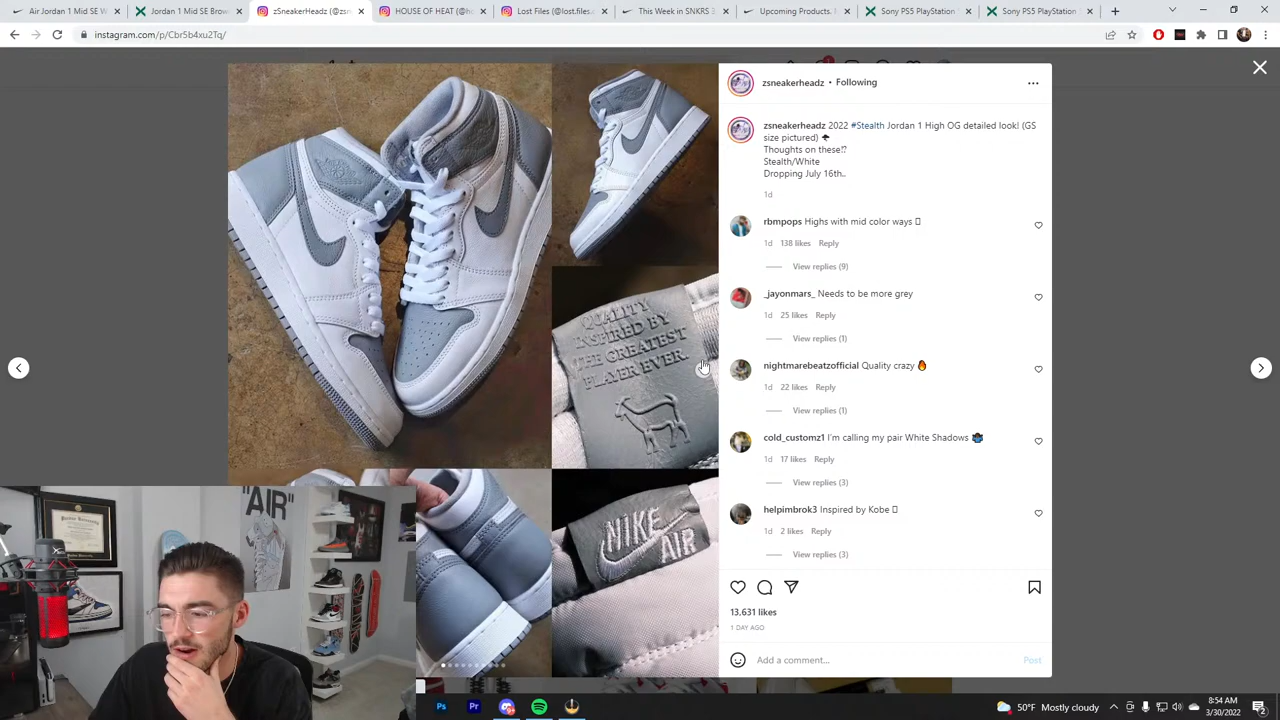 Air Jordan 1 Mid SE W
Jordan 1 Mid SE Brow
zsneakerheadz (@zsn
HOUSE OF HEAT (@ho
Lost Files (@lost.files.
This Week in SNKRS:
Upcoming Products,
Sony PS5 PlayStation
Sony PS5 PlayStation
instagram.com/p/Cbr5b4xu2Tq/
zsneakerheadz • Following
zsneakerheadz 2022 #Stealth Jordan 1 High OG detailed look! (GS
size pictured)
Thoughts on these⁉
Stealth/White
Dropping July 16th..
1d
rbmpops Highs with mid color ways
1d 138 likes Reply
View replies (9)
_jayonmars_ Needs to be more grey
1d 25 likes Reply
View replies (1)
nightmarebeatzofficial Quality crazy 🔥
1d 22 likes Reply
View replies (1)
cold_customz1 I'm calling my pair White Shadows
1d 17 likes Reply
View replies (3)
helpimbrok3 Inspired by Kobe
1d 2 likes Reply
View replies (3)
13,631 likes
1 DAY AGO
Add a comment... Post
QUALITY
INSPIRED BY
THE GREATEST
PLAYER EVER.
NIKE
AIR
"AIR"
Ps
Pr
50°F Mostly cloudy
8:54 AM
3/30/2022